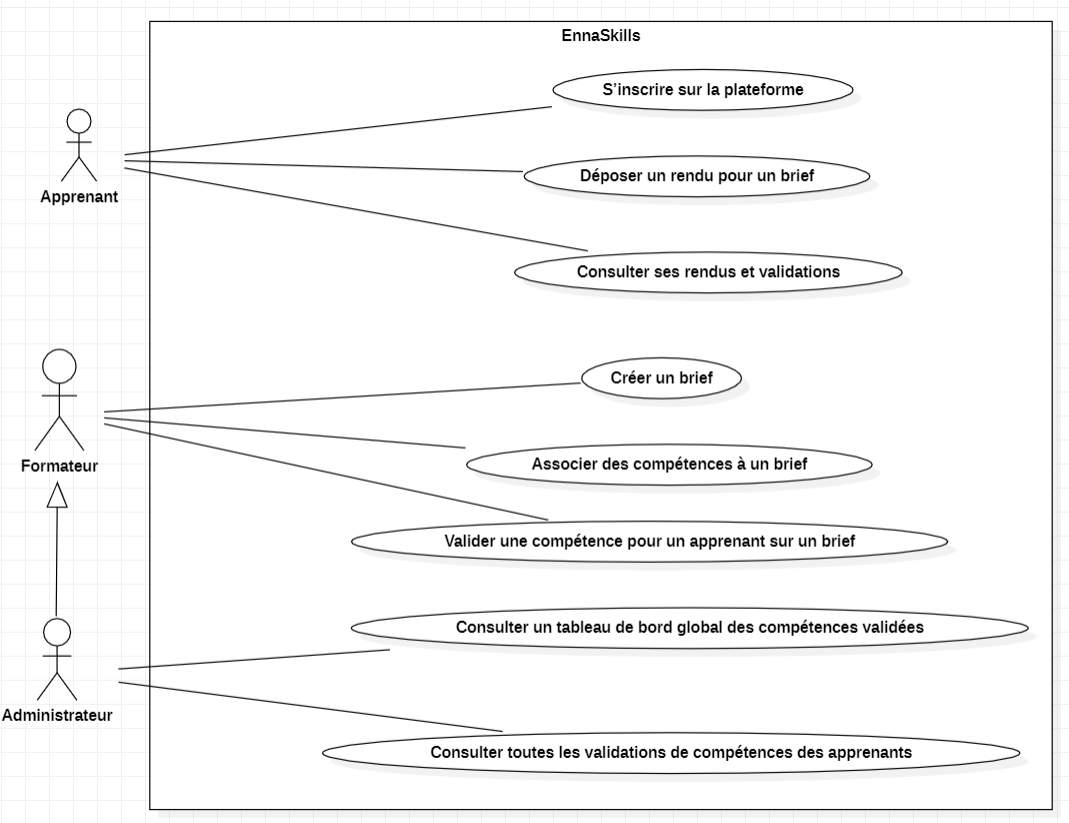 EnnaSkills
S’inscrire sur la plateforme
Déposer un rendu pour un brief
Apprenant
Consulter ses rendus et validations
Créer un brief
Formateur
Associer des compétences à un brief
Valider une compétence pour un apprenant sur un brief
Consulter un tableau de bord global des compétences validées
Administrateur
Consulter toutes les validations de compétences des apprenants